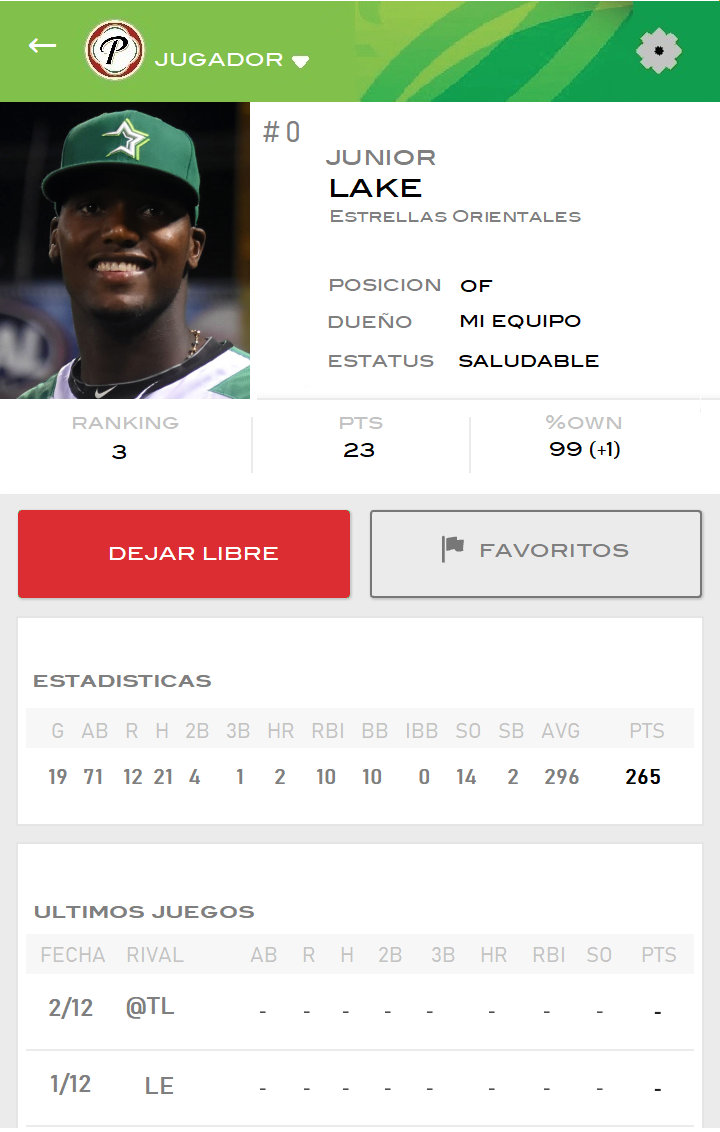 P
JUGADOR
# 0
JUNIOR
LAKE
ESTRELLAS ORIENTALES
POSICION OF
DUEÑO MI EQUIPO
ESTATUS SALUDABLE
RANKING PTS %OWN
3 23 99 (+1)
DEJAR LIBRE FAVORITOS
ESTADISTICAS
G AB R H 2B 3B HR RBI BB IBB SO SB AVG PTS
19 71 12 21 4 1 2 10 10 0 14 2 296 265
ULTIMOS JUEGOS
FECHA RIVAL AB R H 2B 3B HR RBI SO PTS
2/12 @TL - - - - - - - - -
1/12 LE - - - - - - - - -